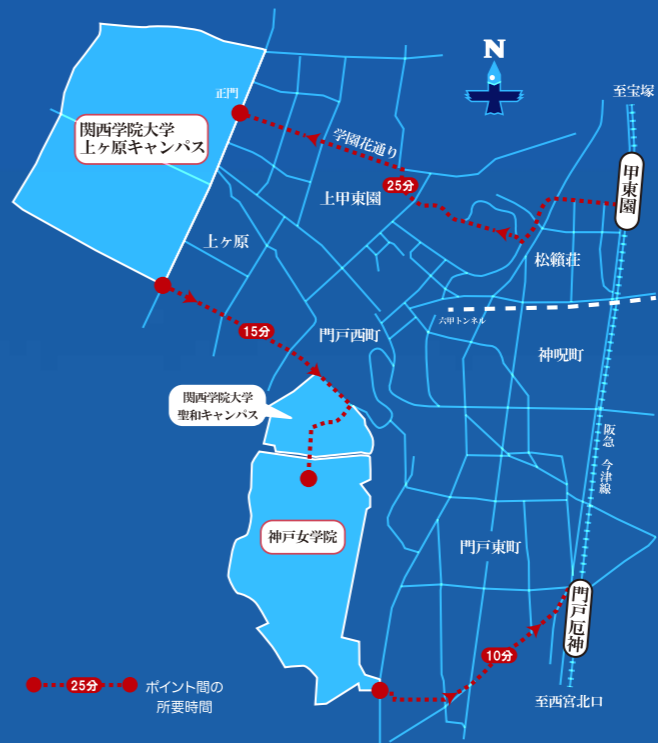 N
至宝塚
正門
関西学院大学
上ヶ原キャンパス
学園花通り
甲東園
25分
上甲東園
上ヶ原
松籟荘
六甲トンネル
15分
門戸西町
神呪町
関西学院大学
聖和キャンパス
阪急 今津線
神戸女学院
門戸東町
門戸厄神
10分
25分
ポイント間の
所要時間
至西宮北口